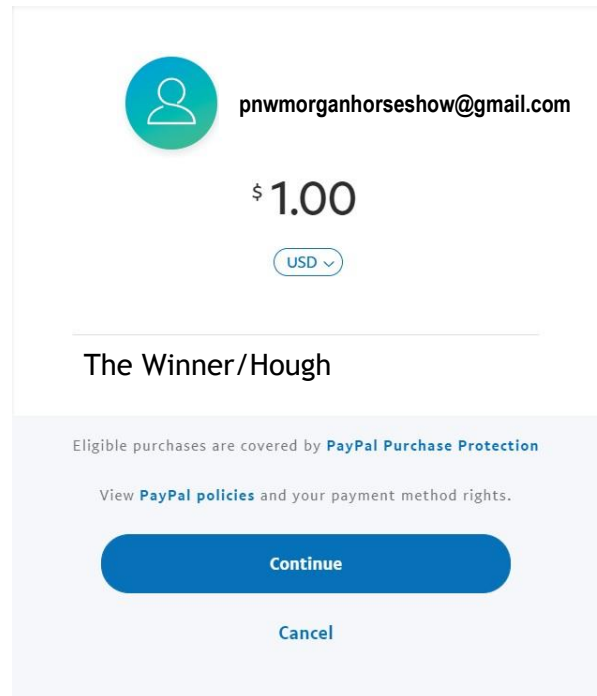 pnwmorganhorseshow@gmail.com
$ 1.00
USD
The Winner/Hough
Eligible purchases are covered by PayPal Purchase Protection
View PayPal policies and your payment method rights.
Continue
Cancel